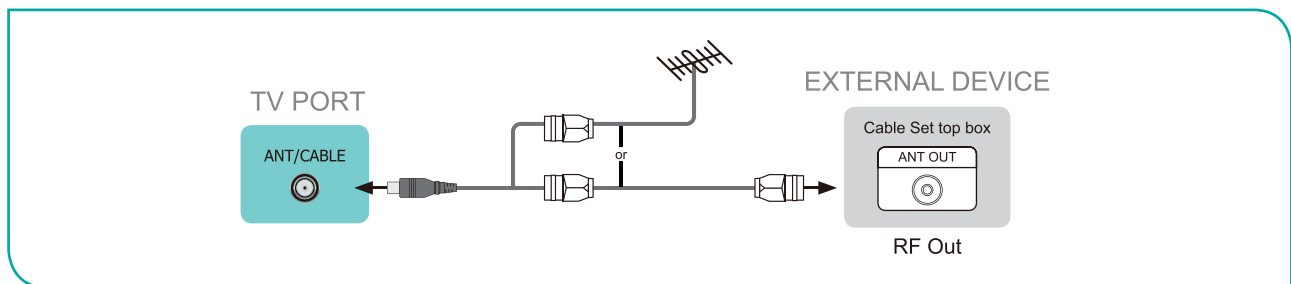 TV PORT
ANT/CABLE
or
EXTERNAL DEVICE
Cable Set top box
ANT OUT
RF Out